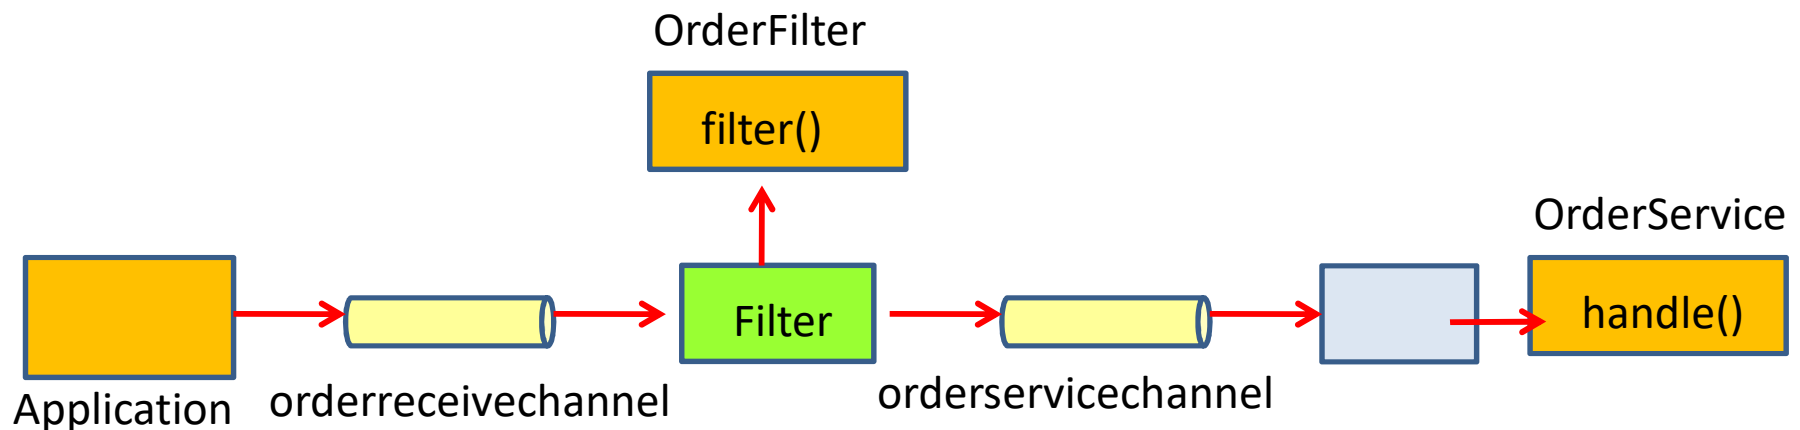 OrderFilter
filter()
OrderService
Filter
handle()
Application
orderreceivechannel
orderservicechannel